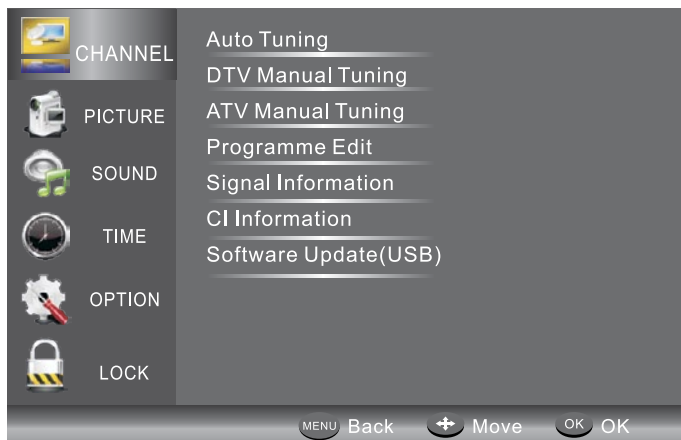 CHANNEL
PICTURE
SOUND
TIME
OPTION
LOCK
Auto Tuning
DTV Manual Tuning
ATV Manual Tuning
Programme Edit
Signal Information
CI Information
Software Update(USB)
MENU Back Move OK OK